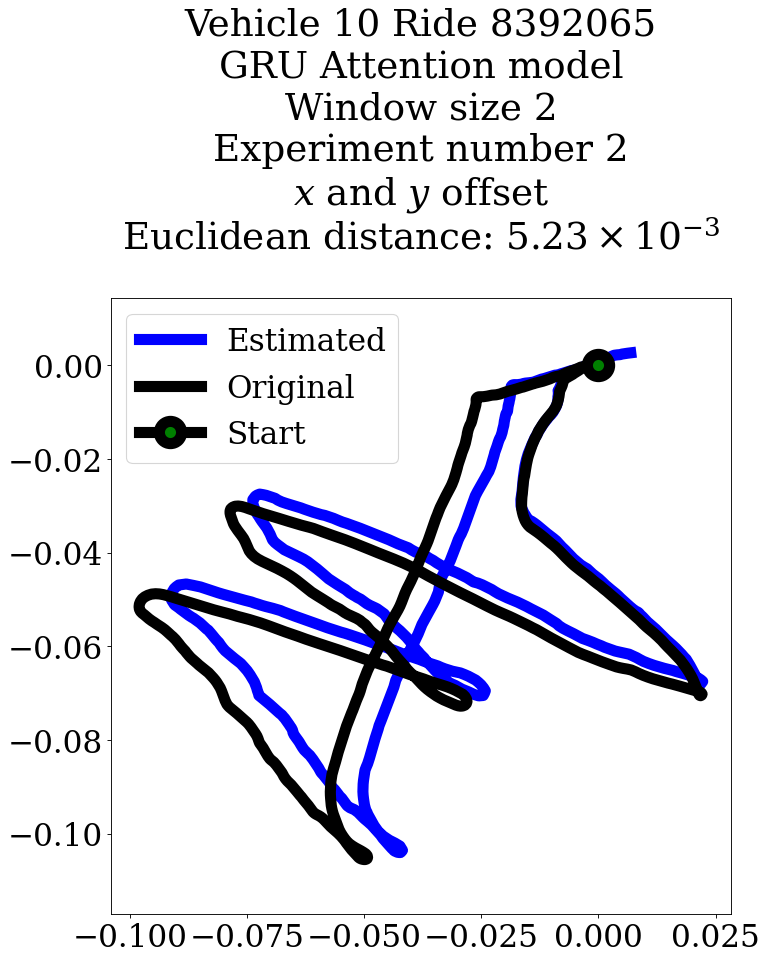 Vehicle 10 Ride 8392065
GRU Attention model
Window size 2
Experiment number 2
x and y offset
Euclidean distance: 5.23 × 10⁻³
Estimated
Original
Start
0.00
−0.02
−0.04
−0.06
−0.08
−0.10
−0.100 −0.075 −0.050 −0.025 0.000 0.025